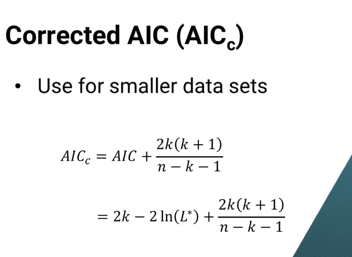 Corrected AIC (AICc)
• Use for smaller data sets
AICc = AIC + 2k(k + 1) / (n − k − 1)
= 2k − 2 ln(L*) + 2k(k + 1) / (n − k − 1)